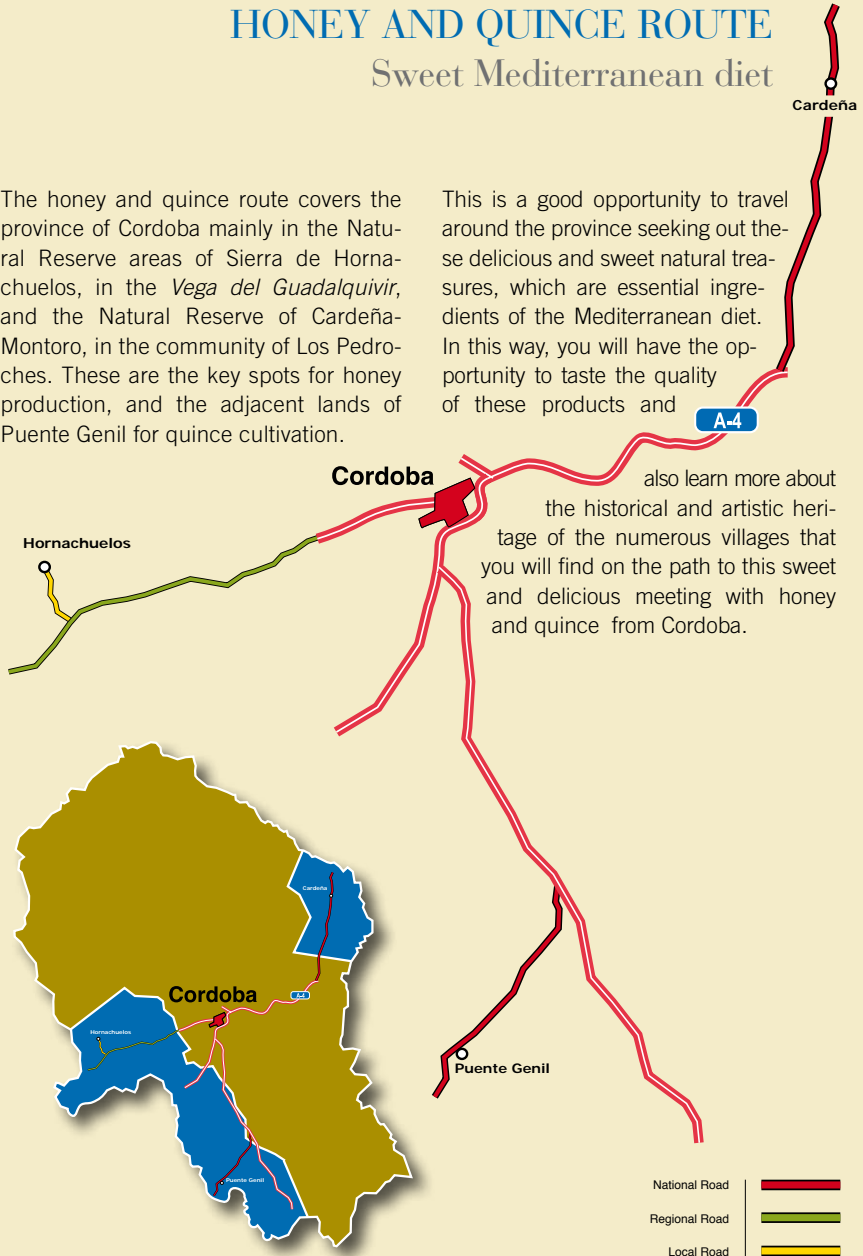 HONEY AND QUINCE ROUTE
Sweet Mediterranean diet
Cardeña
The honey and quince route covers the
province of Cordoba mainly in the Natu-
ral Reserve areas of Sierra de Horna-
chuelos, in the Vega del Guadalquivir,
and the Natural Reserve of Cardeña-
Montoro, in the community of Los Pedro-
ches. These are the key spots for honey
production, and the adjacent lands of
Puente Genil for quince cultivation.
This is a good opportunity to travel
around the province seeking out the-
se delicious and sweet natural trea-
sures, which are essential ingre-
dients of the Mediterranean diet.
In this way, you will have the op-
portunity to taste the quality
of these products and
A-4
also learn more about
the historical and artistic heri-
tage of the numerous villages that
you will find on the path to this sweet
and delicious meeting with honey
and quince from Cordoba.
Cordoba
Hornachuelos
Puente Genil
Cardeña
Cordoba
A-4
Hornachuelos
Puente Genil
National Road
Regional Road
Local Road